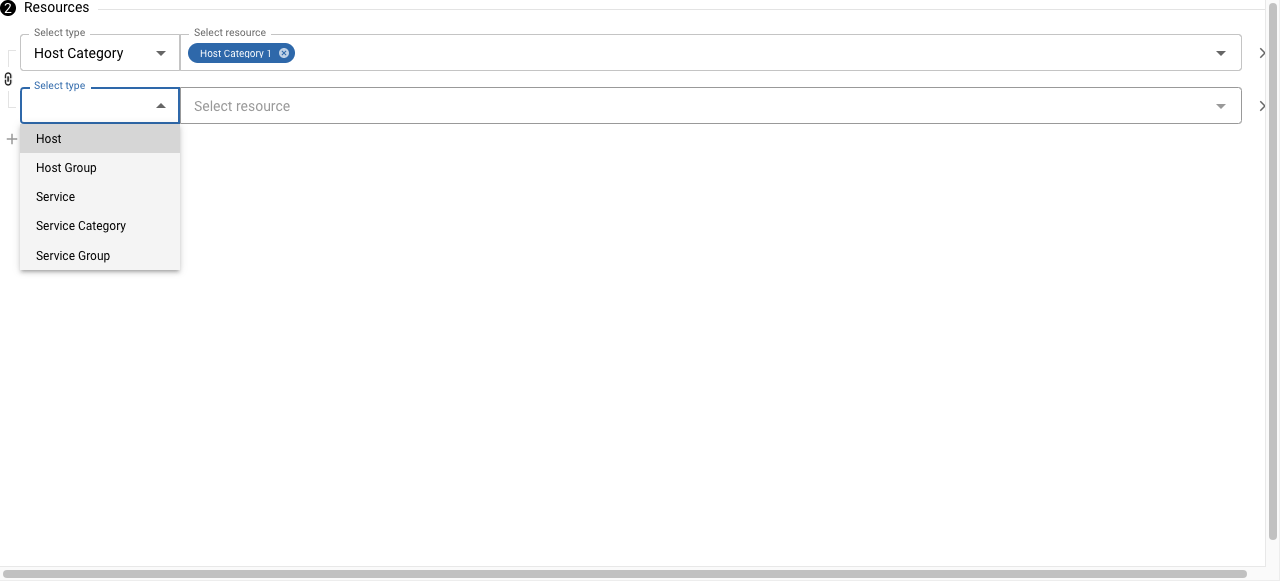 2 Resources
Select type
Select resource
Host Category
Host Category 1
Select type
Select resource
Host
Host Group
Service
Service Category
Service Group